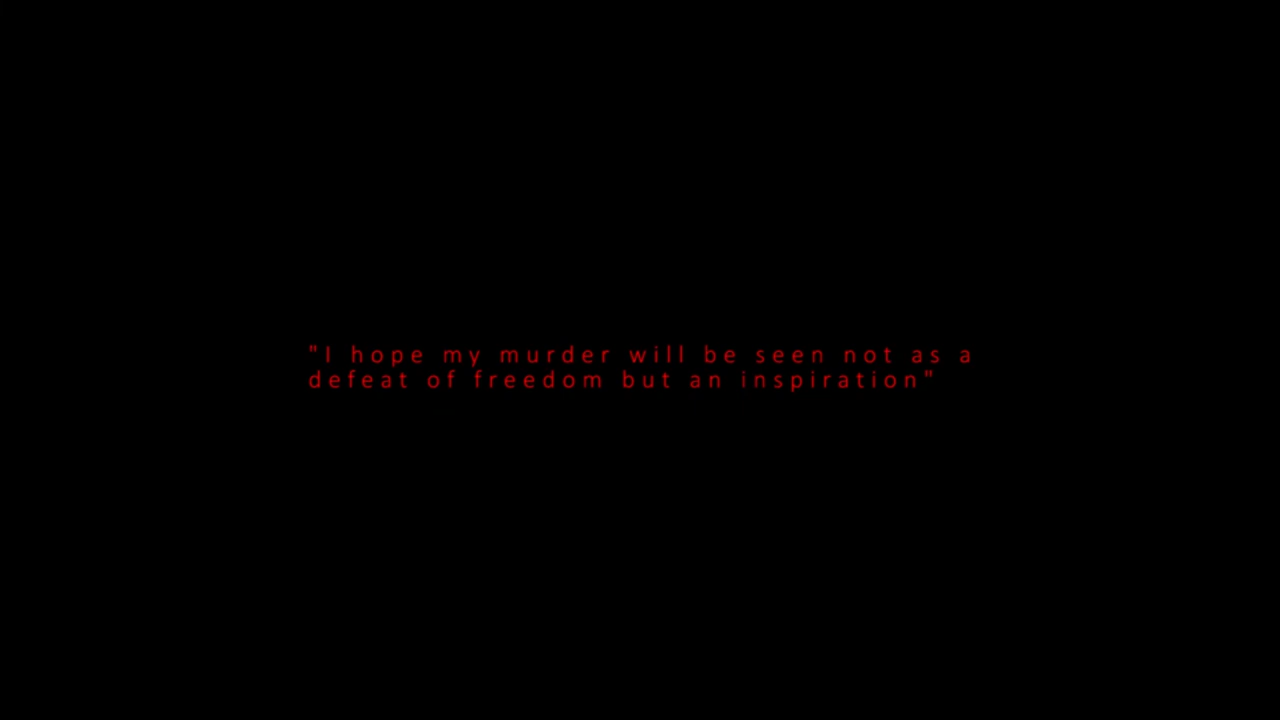 "I hope my murder will be seen not as a
defeat of freedom but an inspiration"